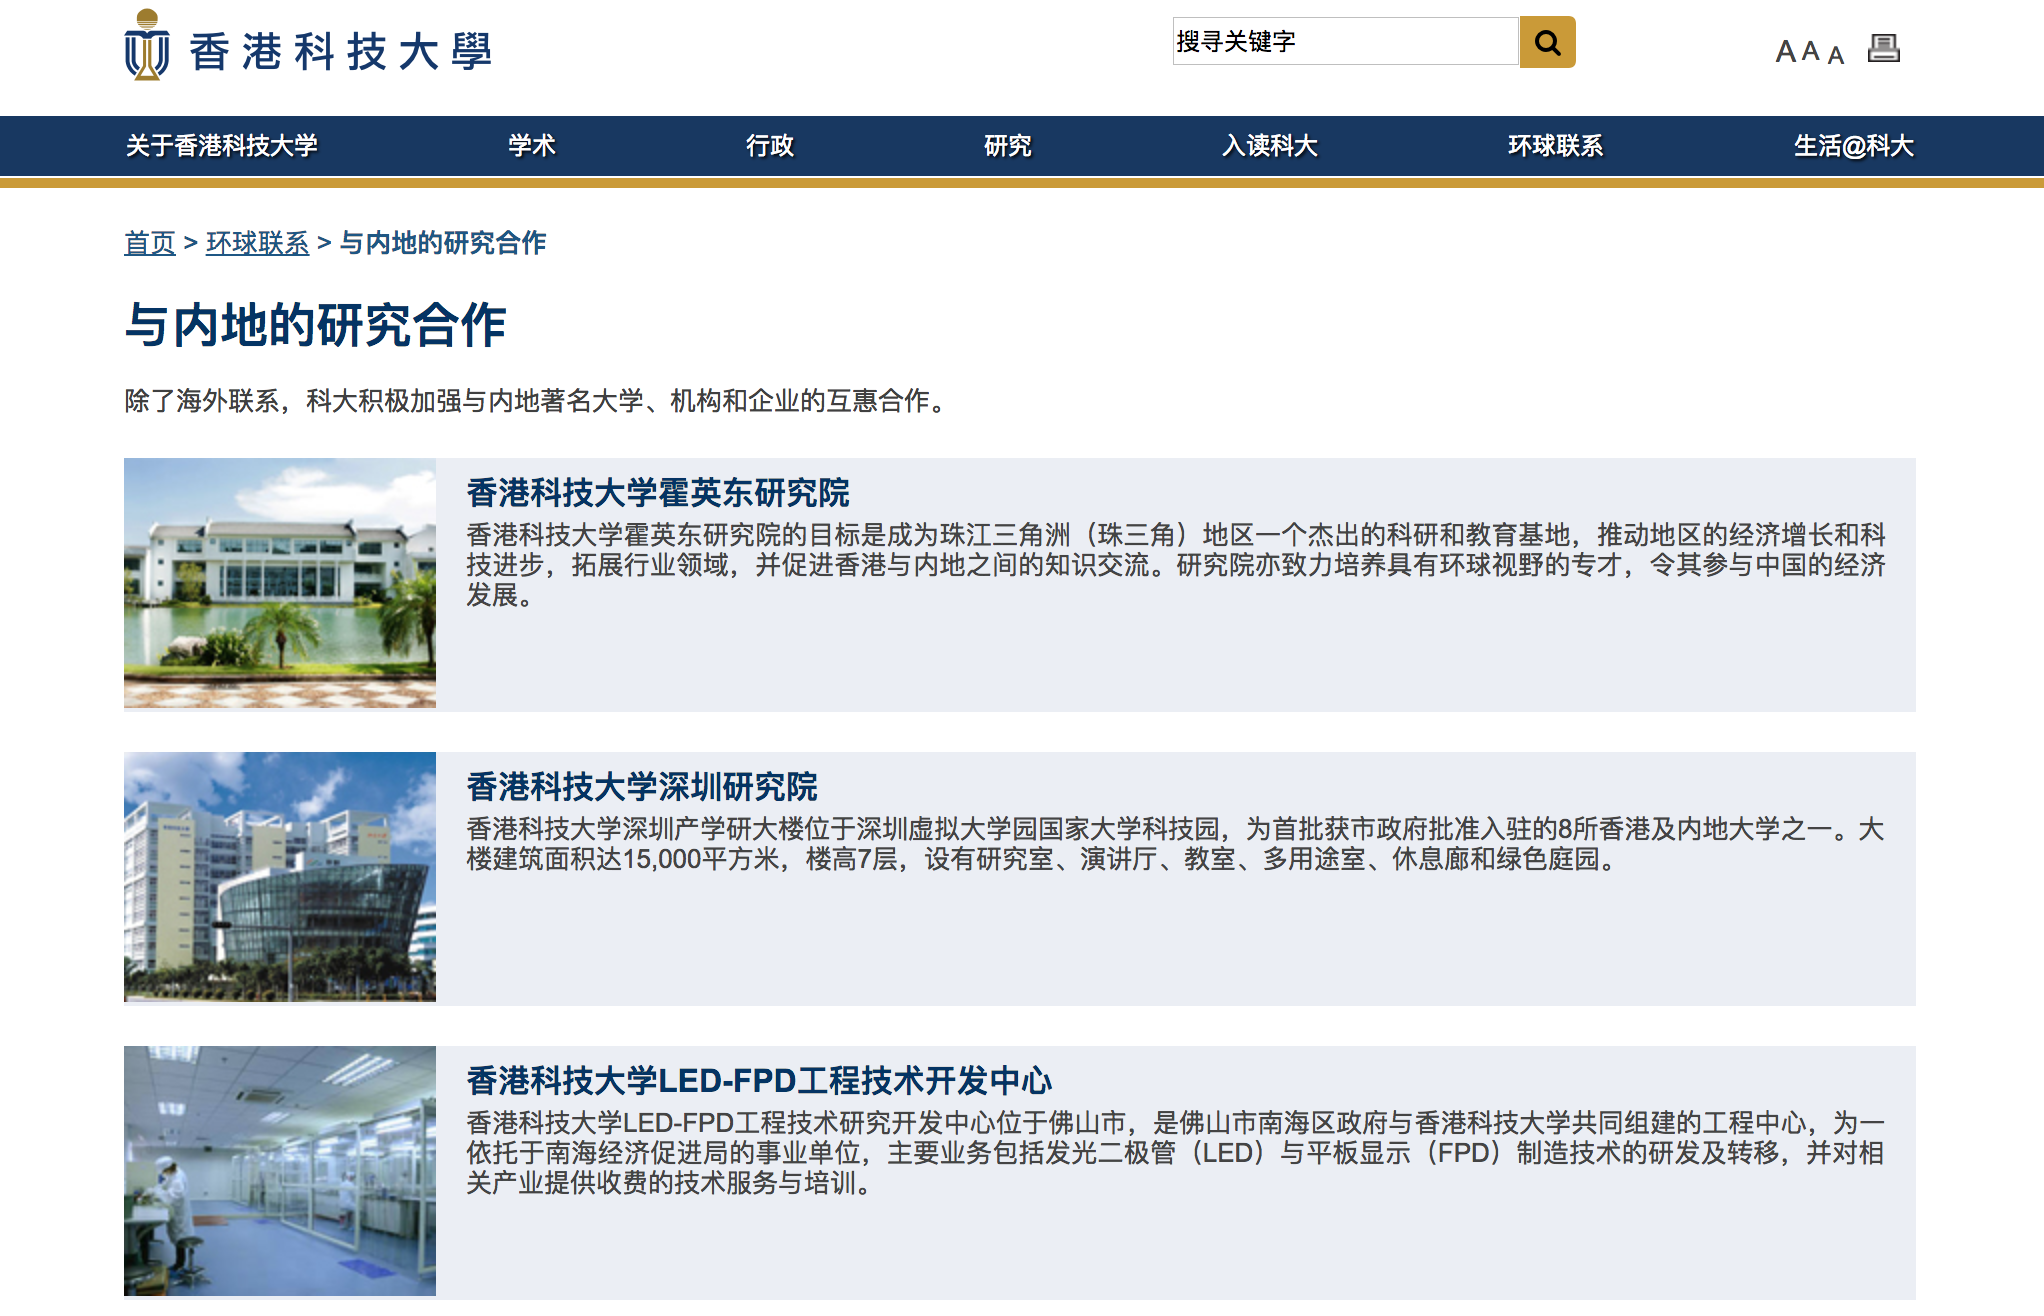 香港科技大學
搜寻关键字
A A A
关于香港科技大学 学术 行政 研究 入读科大 环球联系 生活@科大
首页 > 环球联系 > 与内地的研究合作
与内地的研究合作
除了海外联系，科大积极加强与内地著名大学、机构和企业的互惠合作。
香港科技大学霍英东研究院
香港科技大学霍英东研究院的目标是成为珠江三角洲（珠三角）地区一个杰出的科研和教育基地，推动地区的经济增长和科
技进步，拓展行业领域，并促进香港与内地之间的知识交流。研究院亦致力培养具有环球视野的专才，令其参与中国的经济
发展。
香港科技大学深圳研究院
香港科技大学深圳产学研大楼位于深圳虚拟大学园国家大学科技园，为首批获市政府批准入驻的8所香港及内地大学之一。大
楼建筑面积达15,000平方米，楼高7层，设有研究室、演讲厅、教室、多用途室、休息廊和绿色庭园。
香港科技大学LED-FPD工程技术开发中心
香港科技大学LED-FPD工程技术研究开发中心位于佛山市，是佛山市南海区政府与香港科技大学共同组建的工程中心，为一
依托于南海经济促进局的事业单位，主要业务包括发光二极管（LED）与平板显示（FPD）制造技术的研发及转移，并对相
关产业提供收费的技术服务与培训。